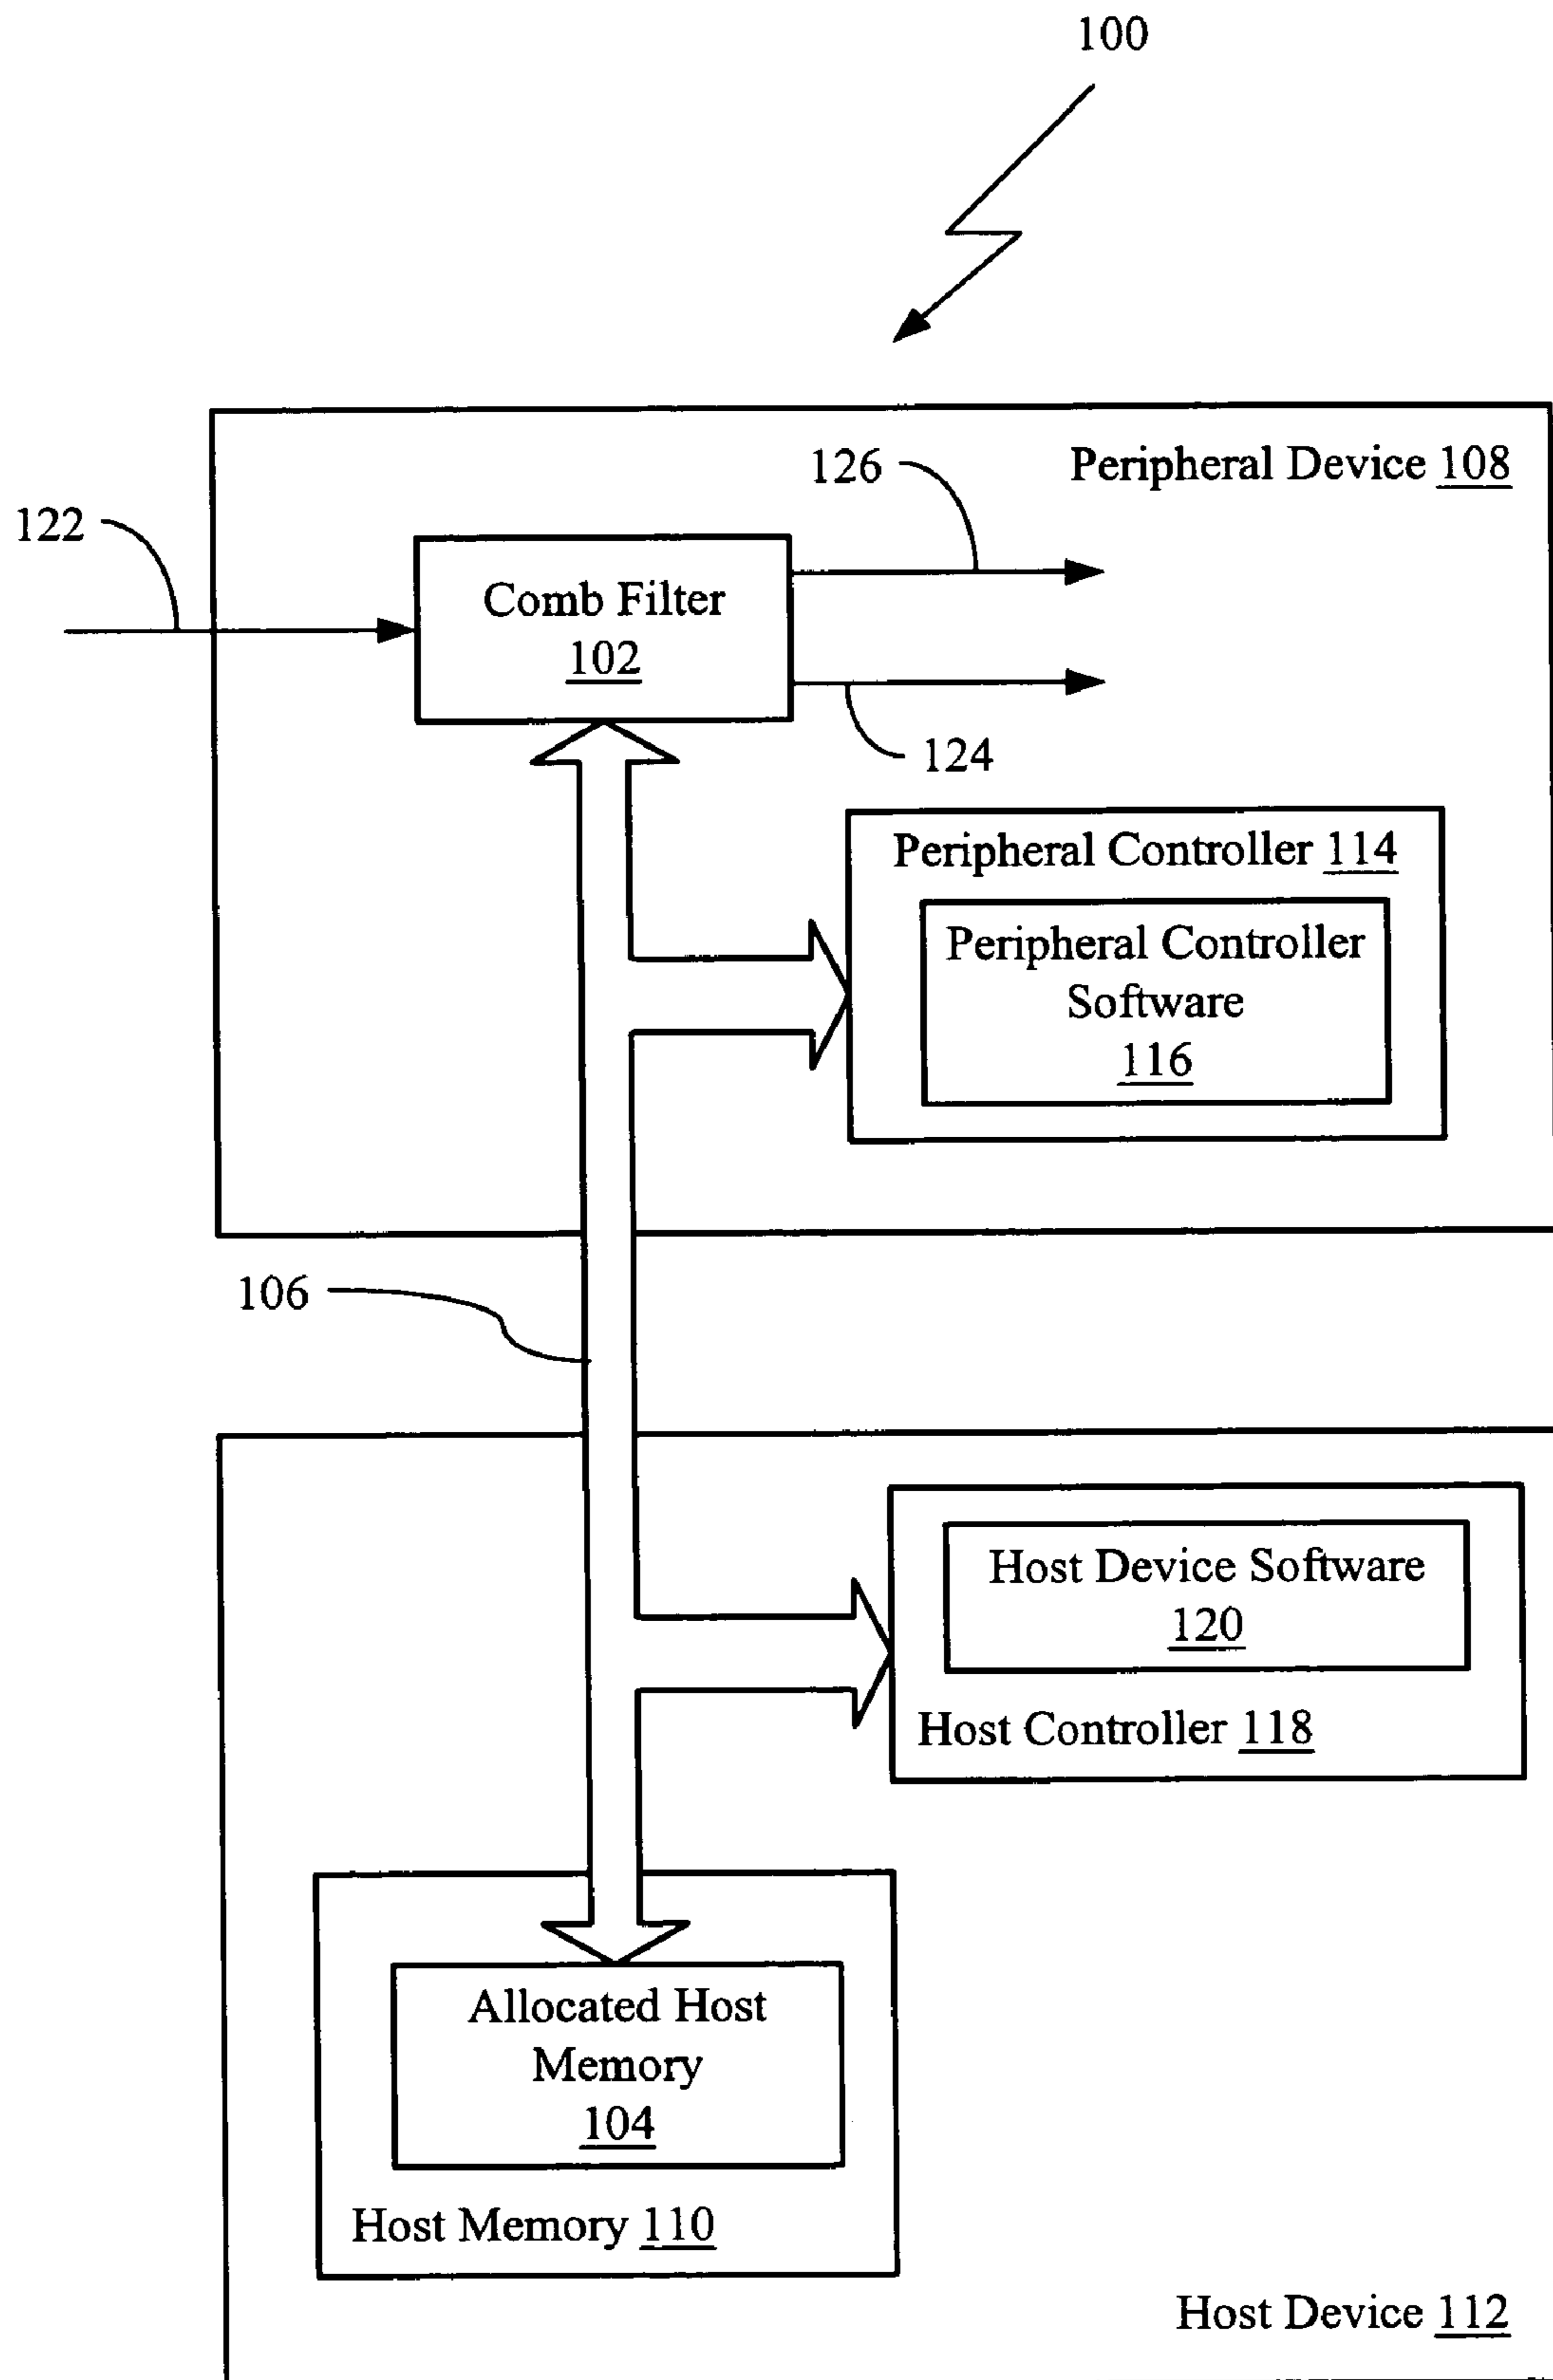 100
Peripheral Device 108
126
122
Comb Filter
102
124
Peripheral Controller 114
Peripheral Controller
Software
116
106
Host Device Software
120
Host Controller 118
Allocated Host
Memory
104
Host Memory 110
Host Device 112